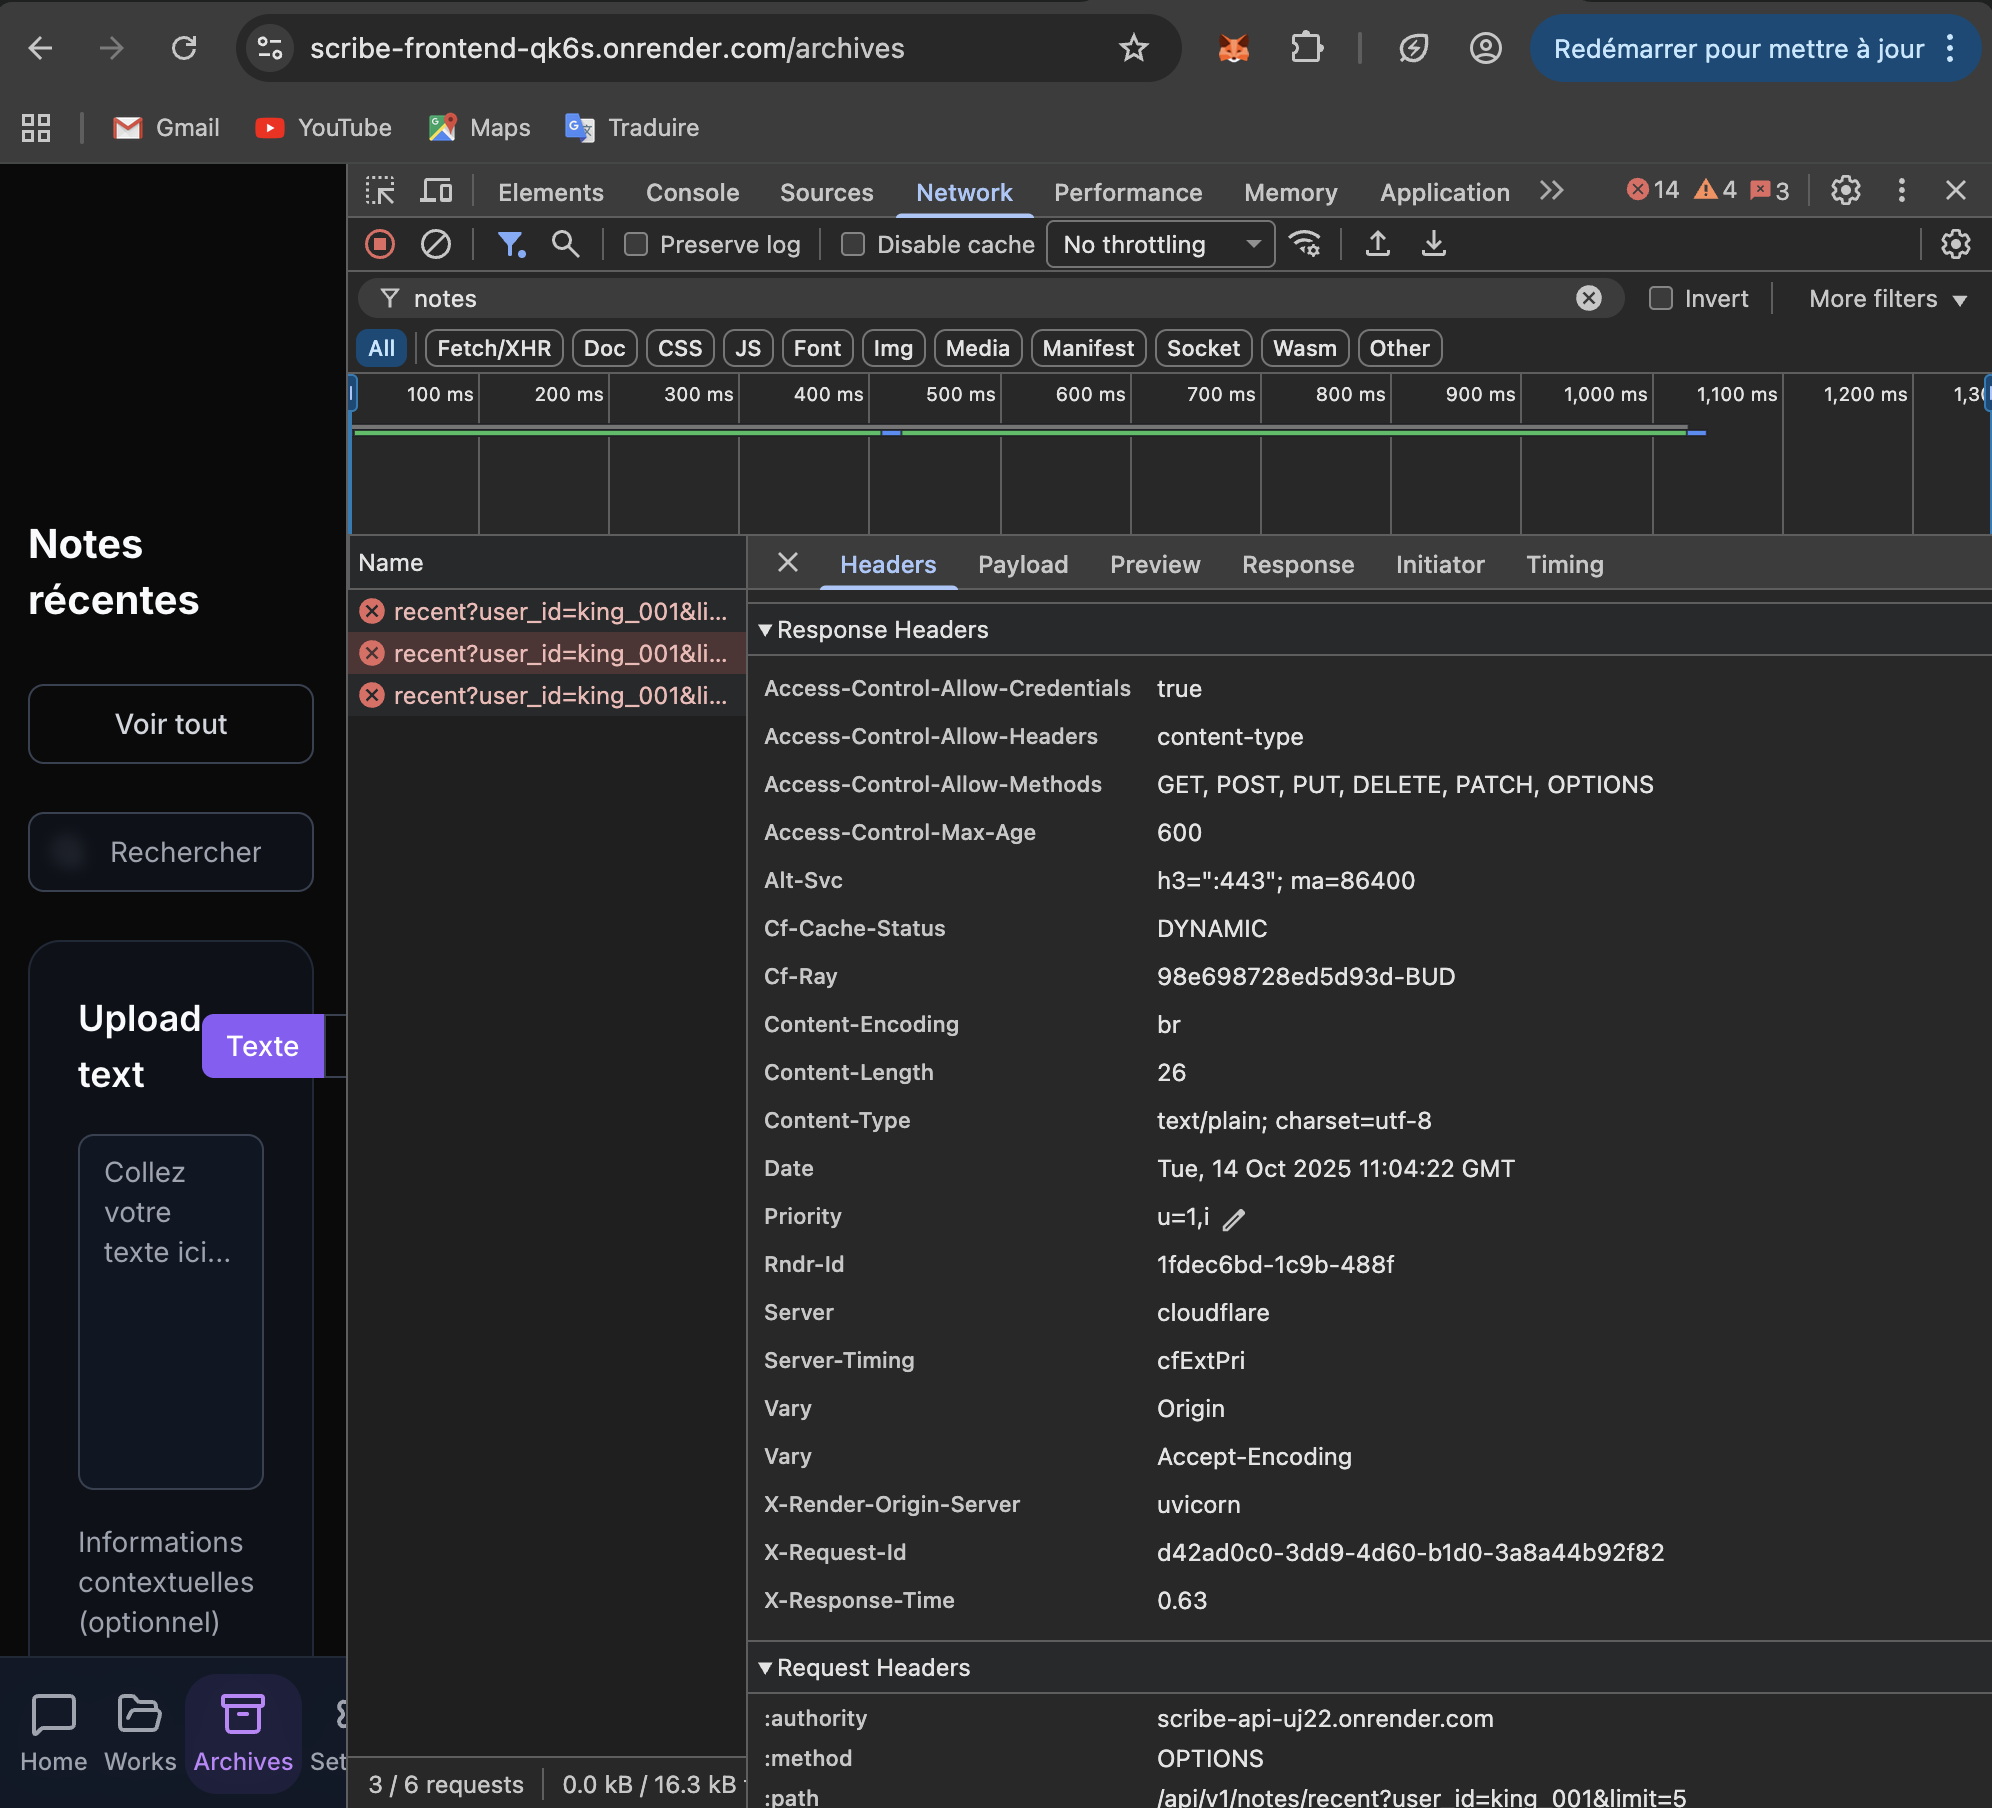 scribe-frontend-qk6s.onrender.com/archives
Redémarrer pour mettre à jour
Gmail
YouTube
Maps
Traduire
Elements
Console
Sources
Network
Performance
Memory
Application
14
4
3
Preserve log
Disable cache
No throttling
notes
Invert
More filters
All
Fetch/XHR
Doc
CSS
JS
Font
Img
Media
Manifest
Socket
Wasm
Other
100 ms
200 ms
300 ms
400 ms
500 ms
600 ms
700 ms
800 ms
900 ms
1,000 ms
1,100 ms
1,200 ms
Notes
récentes
Voir tout
Rechercher
Upload
text
Texte
Collez
votre
texte ici...
Informations
contextuelles
(optionnel)
Home
Works
Archives
Set
Name
recent?user_id=king_001&li...
recent?user_id=king_001&li...
recent?user_id=king_001&li...
3 / 6 requests
0.0 kB / 16.3 kB
Headers
Payload
Preview
Response
Initiator
Timing
Response Headers
Access-Control-Allow-Credentials true
Access-Control-Allow-Headers content-type
Access-Control-Allow-Methods GET, POST, PUT, DELETE, PATCH, OPTIONS
Access-Control-Max-Age 600
Alt-Svc h3=":443"; ma=86400
Cf-Cache-Status DYNAMIC
Cf-Ray 98e698728ed5d93d-BUD
Content-Encoding br
Content-Length 26
Content-Type text/plain; charset=utf-8
Date Tue, 14 Oct 2025 11:04:22 GMT
Priority u=1,i
Rndr-Id 1fdec6bd-1c9b-488f
Server cloudflare
Server-Timing cfExtPri
Vary Origin
Vary Accept-Encoding
X-Render-Origin-Server uvicorn
X-Request-Id d42ad0c0-3dd9-4d60-b1d0-3a8a44b92f82
X-Response-Time 0.63
Request Headers
:authority scribe-api-uj22.onrender.com
:method OPTIONS
:path /api/v1/notes/recent?user_id=king_001&limit=5